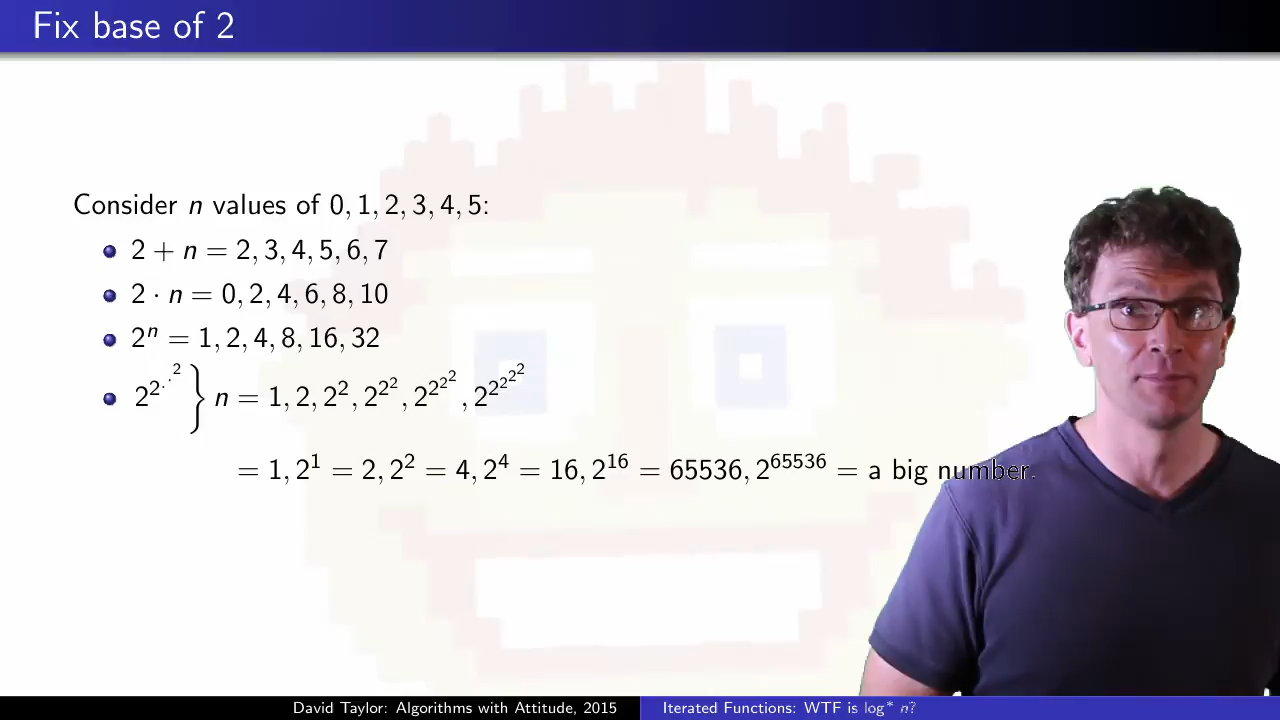 Fix base of 2
Consider n values of 0, 1, 2, 3, 4, 5:
2 + n = 2, 3, 4, 5, 6, 7
2 · n = 0, 2, 4, 6, 8, 10
2^n = 1, 2, 4, 8, 16, 32
2^{2^{⋰^{2}}} } n = 1, 2, 2^2, 2^{2^2}, 2^{2^{2^2}}, 2^{2^{2^{2^2}}}
= 1, 2^1 = 2, 2^2 = 4, 2^4 = 16, 2^{16} = 65536, 2^{65536} = a big number.
David Taylor: Algorithms with Attitude, 2015
Iterated Functions: WTF is log* n?